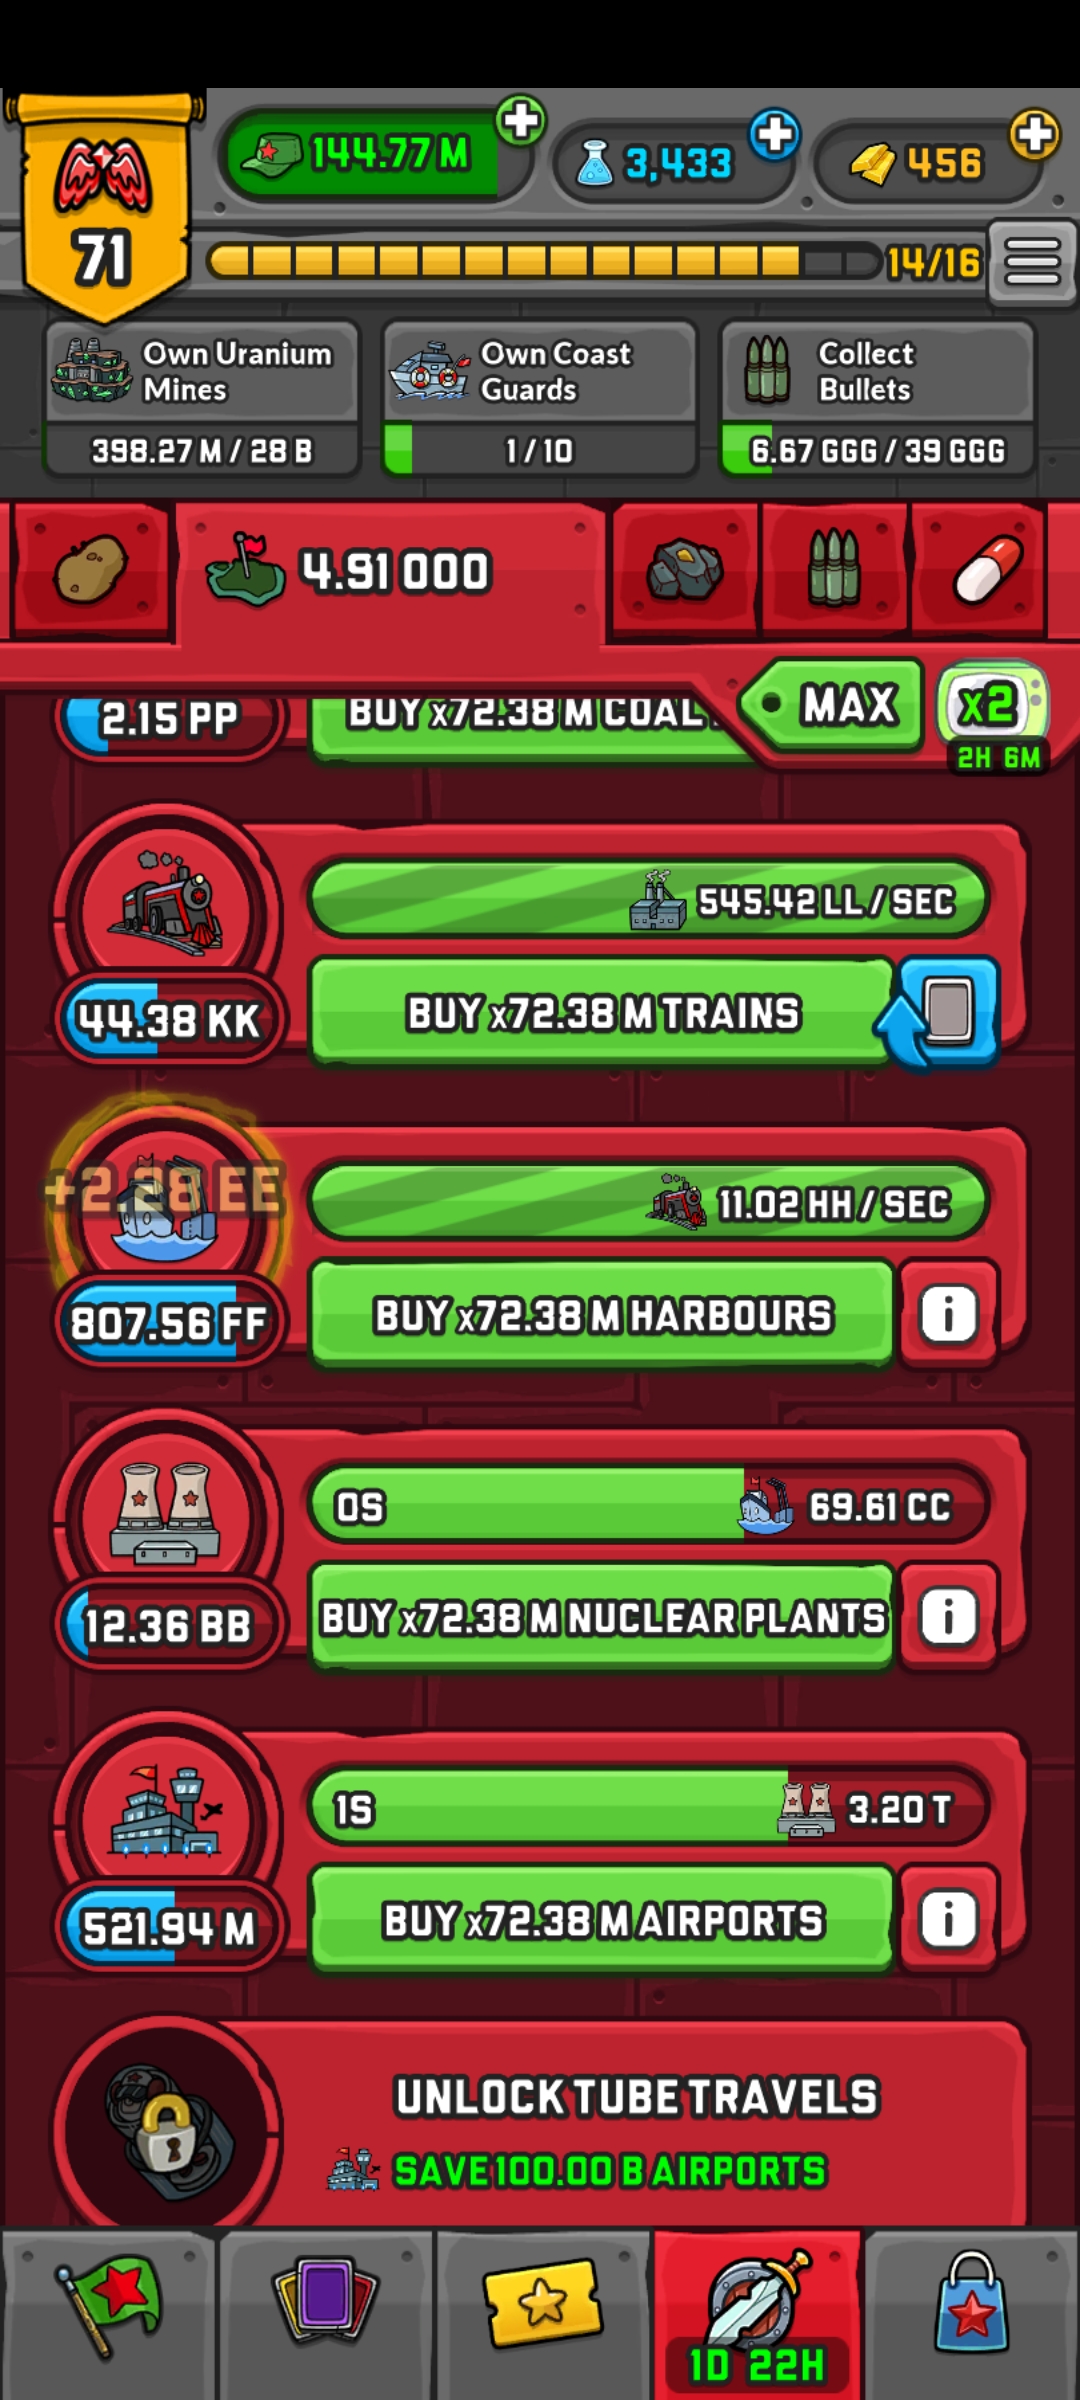 144.77 M
3,433
456
71
14/16
Own Uranium
Mines
398.27 M / 28 B
Own Coast
Guards
1 / 10
Collect
Bullets
6.67 GGG / 39 GGG
4.91 000
MAX
x2
2H 6M
2.15 PP
BUY x72.38 M COAL
545.42 LL / SEC
44.38 KK
BUY x72.38 M TRAINS
+2.28 EE
11.02 HH / SEC
807.56 FF
BUY x72.38 M HARBOURS
i
0S
69.61 CC
12.36 BB
BUY x72.38 M NUCLEAR PLANTS
i
1S
3.20 T
521.94 M
BUY x72.38 M AIRPORTS
i
UNLOCK TUBE TRAVELS
SAVE 100.00 B AIRPORTS
1D 22H